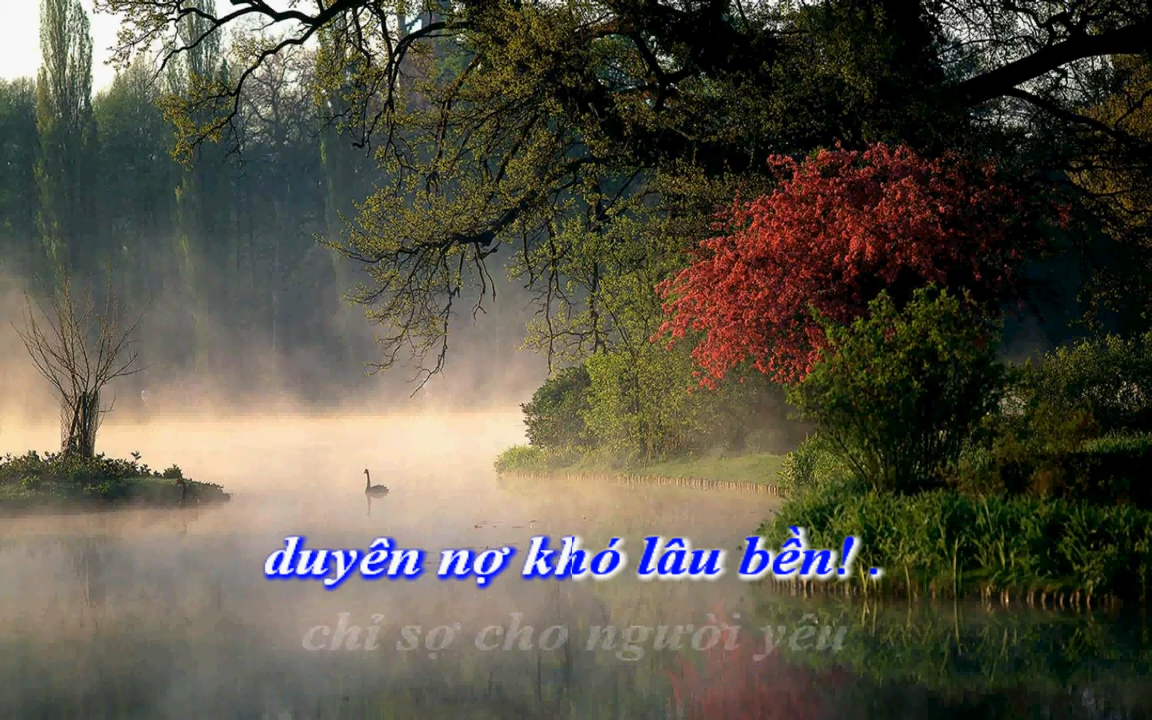 duyên nợ khó lâu bền! .
chỉ sợ cho người yêu